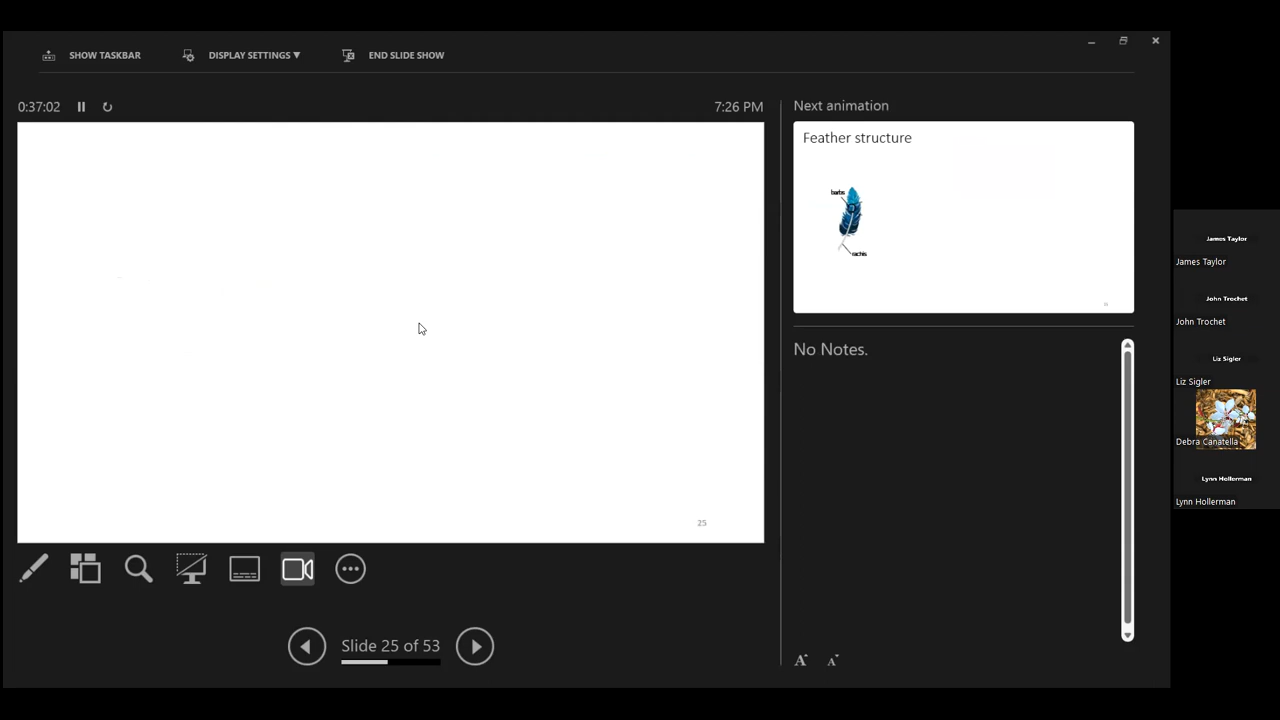 SHOW TASKBAR
DISPLAY SETTINGS ▼
END SLIDE SHOW
0:37:02
7:26 PM
25
Slide 25 of 53
Next animation
Feather structure
barbs
rachis
No Notes.
A
A
James Taylor
James Taylor
John Trochet
John Trochet
Liz Sigler
Liz Sigler
Debra Canatella
Lynn Hollerman
Lynn Hollerman